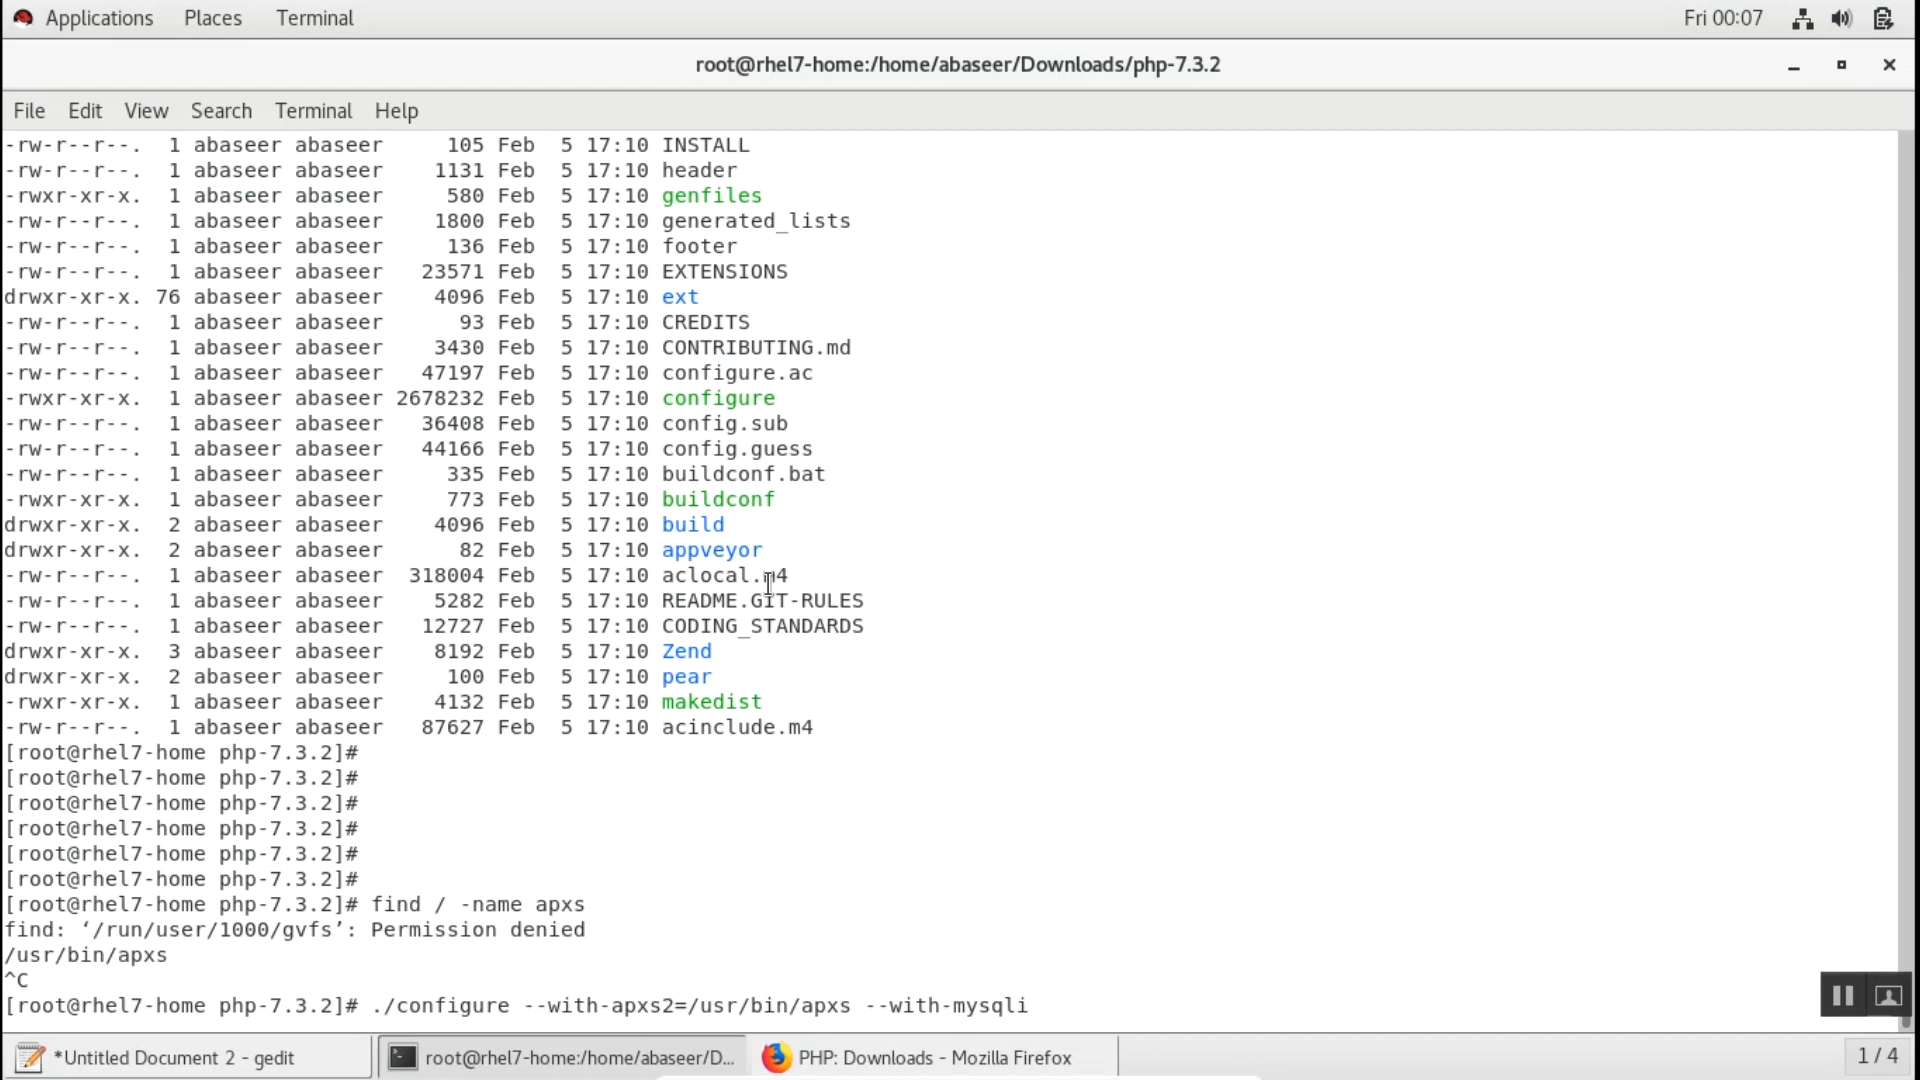 Applications Places Terminal Fri 00:07
root@rhel7-home:/home/abaseer/Downloads/php-7.3.2
File Edit View Search Terminal Help
-rw-r--r--.  1 abaseer abaseer     105 Feb  5 17:10 INSTALL
-rw-r--r--.  1 abaseer abaseer    1131 Feb  5 17:10 header
-rwxr-xr-x.  1 abaseer abaseer     580 Feb  5 17:10 genfiles
-rw-r--r--.  1 abaseer abaseer    1800 Feb  5 17:10 generated_lists
-rw-r--r--.  1 abaseer abaseer     136 Feb  5 17:10 footer
-rw-r--r--.  1 abaseer abaseer   23571 Feb  5 17:10 EXTENSIONS
drwxr-xr-x. 76 abaseer abaseer    4096 Feb  5 17:10 ext
-rw-r--r--.  1 abaseer abaseer      93 Feb  5 17:10 CREDITS
-rw-r--r--.  1 abaseer abaseer    3430 Feb  5 17:10 CONTRIBUTING.md
-rw-r--r--.  1 abaseer abaseer   47197 Feb  5 17:10 configure.ac
-rwxr-xr-x.  1 abaseer abaseer 2678232 Feb  5 17:10 configure
-rw-r--r--.  1 abaseer abaseer   36408 Feb  5 17:10 config.sub
-rw-r--r--.  1 abaseer abaseer   44166 Feb  5 17:10 config.guess
-rw-r--r--.  1 abaseer abaseer     335 Feb  5 17:10 buildconf.bat
-rwxr-xr-x.  1 abaseer abaseer     773 Feb  5 17:10 buildconf
drwxr-xr-x.  2 abaseer abaseer    4096 Feb  5 17:10 build
drwxr-xr-x.  2 abaseer abaseer      82 Feb  5 17:10 appveyor
-rw-r--r--.  1 abaseer abaseer  318004 Feb  5 17:10 aclocal.m4
-rw-r--r--.  1 abaseer abaseer    5282 Feb  5 17:10 README.GIT-RULES
-rw-r--r--.  1 abaseer abaseer   12727 Feb  5 17:10 CODING_STANDARDS
drwxr-xr-x.  3 abaseer abaseer    8192 Feb  5 17:10 Zend
drwxr-xr-x.  2 abaseer abaseer     100 Feb  5 17:10 pear
-rwxr-xr-x.  1 abaseer abaseer    4132 Feb  5 17:10 makedist
-rw-r--r--.  1 abaseer abaseer   87627 Feb  5 17:10 acinclude.m4
[root@rhel7-home php-7.3.2]#
[root@rhel7-home php-7.3.2]#
[root@rhel7-home php-7.3.2]#
[root@rhel7-home php-7.3.2]#
[root@rhel7-home php-7.3.2]#
[root@rhel7-home php-7.3.2]#
[root@rhel7-home php-7.3.2]# find / -name apxs
find: ‘/run/user/1000/gvfs’: Permission denied
/usr/bin/apxs
^C
[root@rhel7-home php-7.3.2]# ./configure --with-apxs2=/usr/bin/apxs --with-mysqli
*Untitled Document 2 - gedit root@rhel7-home:/home/abaseer/D... PHP: Downloads - Mozilla Firefox 1 / 4